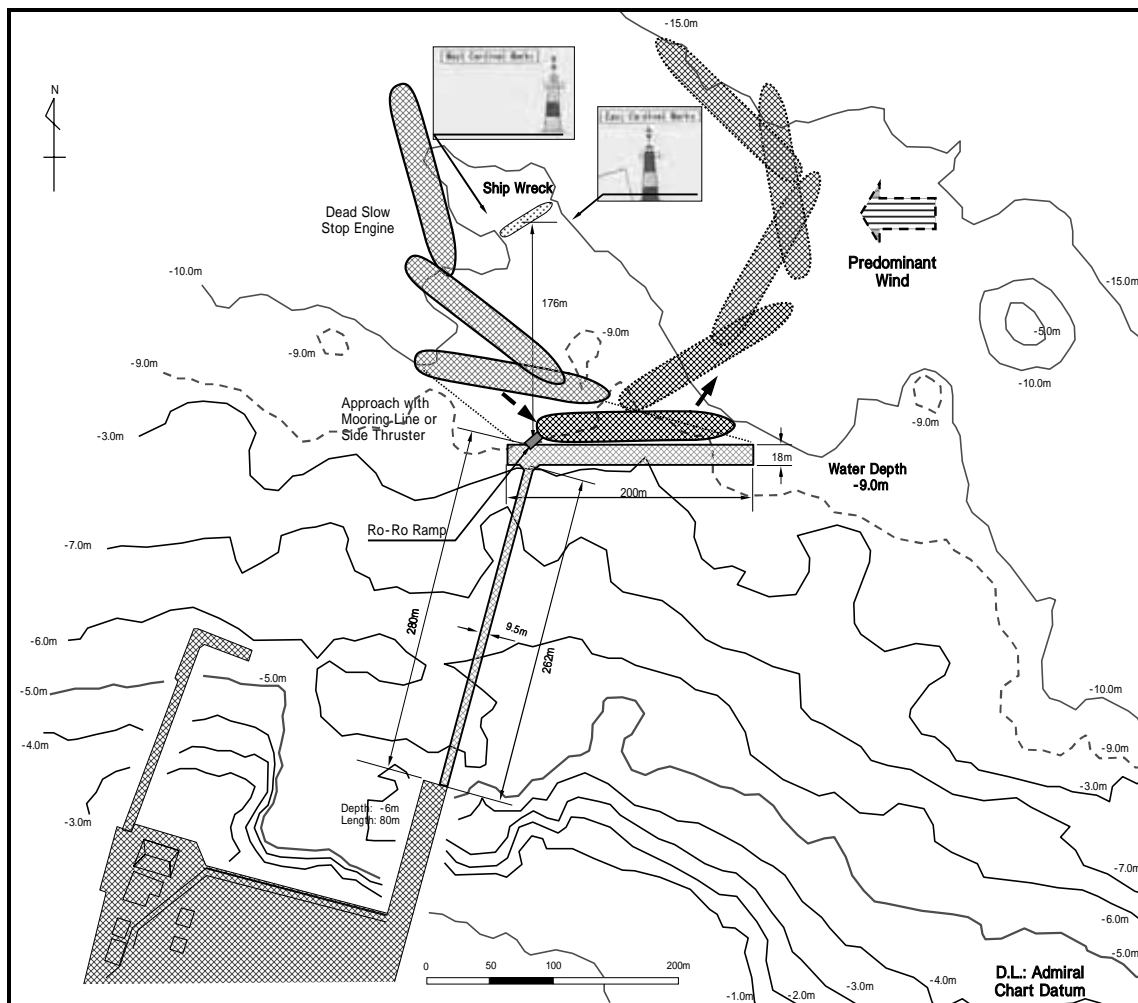 -15.0m
West Cardinal Marks
N
East Cardinal Marks
Ship Wreck
Dead Slow
Stop Engine
Predominant
Wind
-10.0m
-15.0m
176m
-5.0m
-9.0m
-9.0m
-9.0m
-10.0m
-9.0m
Approach with
Mooring Line or
Side Thruster
-3.0m
18m
Water Depth
-9.0m
200m
Ro-Ro Ramp
-7.0m
280m
9.5m
262m
-6.0m
-5.0m
-5.0m
-10.0m
-4.0m
-9.0m
-3.0m
Depth: -6m
Length: 80m
-3.0m
-7.0m
-6.0m
-5.0m
0 50 100 200m
D.L.: Admiral
Chart Datum
-4.0m
-3.0m
-2.0m
-1.0m